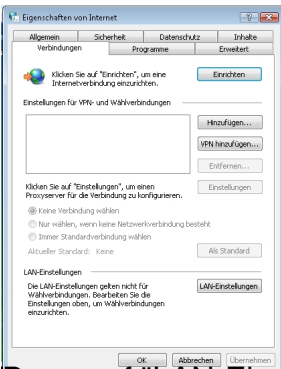 Eigenschaften von Internet
Allgemein Sicherheit Datenschutz Inhalte
Verbindungen Programme Erweitert
Klicken Sie auf "Einrichten", um eine
Internetverbindung einzurichten.
Einrichten
Einstellungen für VPN- und Wählverbindungen
Hinzufügen...
VPN hinzufügen...
Entfernen...
Klicken Sie auf "Einstellungen", um einen
Proxyserver für die Verbindung zu konfigurieren.
Einstellungen
Keine Verbindung wählen
Nur wählen, wenn keine Netzwerkverbindung besteht
Immer Standardverbindung wählen
Aktueller Standard: Keine
Als Standard
LAN-Einstellungen
Die LAN-Einstellungen gelten nicht für
Wählverbindungen. Bearbeiten Sie die
Einstellungen oben, um Wählverbindungen
einzurichten.
LAN-Einstellungen
OK Abbrechen Übernehmen